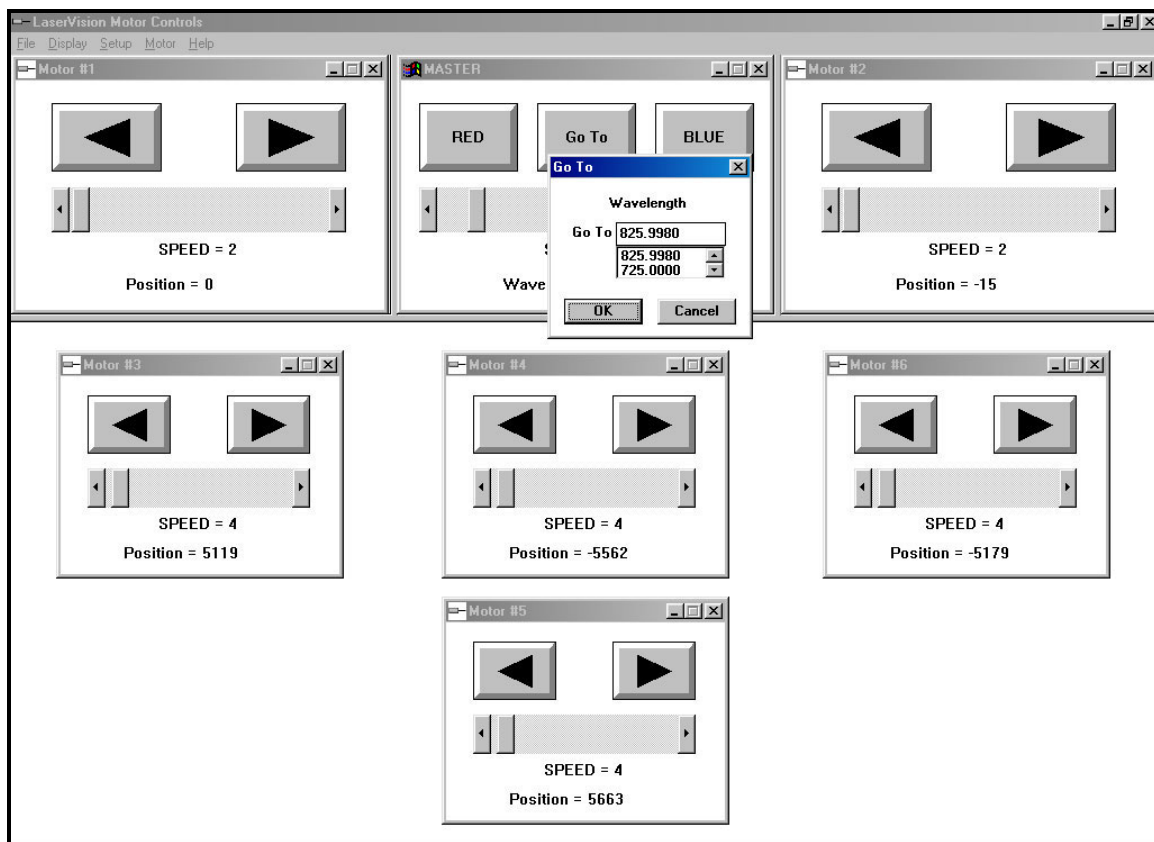 LaserVision Motor Controls
File Display Setup Motor Help
Motor #1
SPEED = 2
Position = 0
MASTER
RED
Go To
BLUE
Go To
Wavelength
Go To 825.9980
825.9980
725.0000
OK Cancel
Motor #2
SPEED = 2
Position = -15
Motor #3
SPEED = 4
Position = 5119
Motor #4
SPEED = 4
Position = -5562
Motor #6
SPEED = 4
Position = -5179
Motor #5
SPEED = 4
Position = 5663